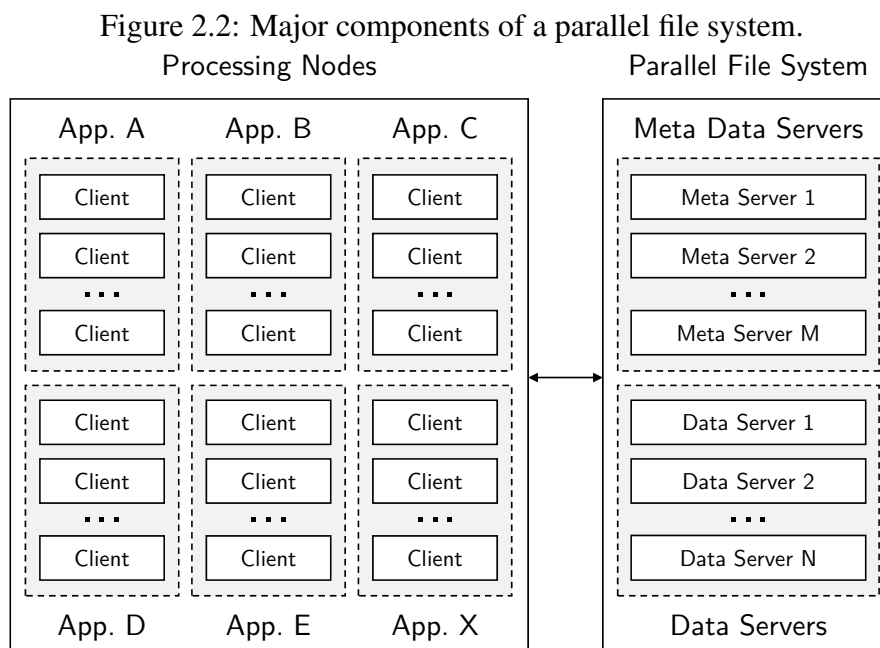 Figure 2.2: Major components of a parallel file system.
Processing Nodes Parallel File System
App. A App. B App. C Meta Data Servers
Client Client Client Meta Server 1
Client Client Client Meta Server 2
... ... ... ...
Client Client Client Meta Server M
Client Client Client Data Server 1
Client Client Client Data Server 2
... ... ... ...
Client Client Client Data Server N
App. D App. E App. X Data Servers